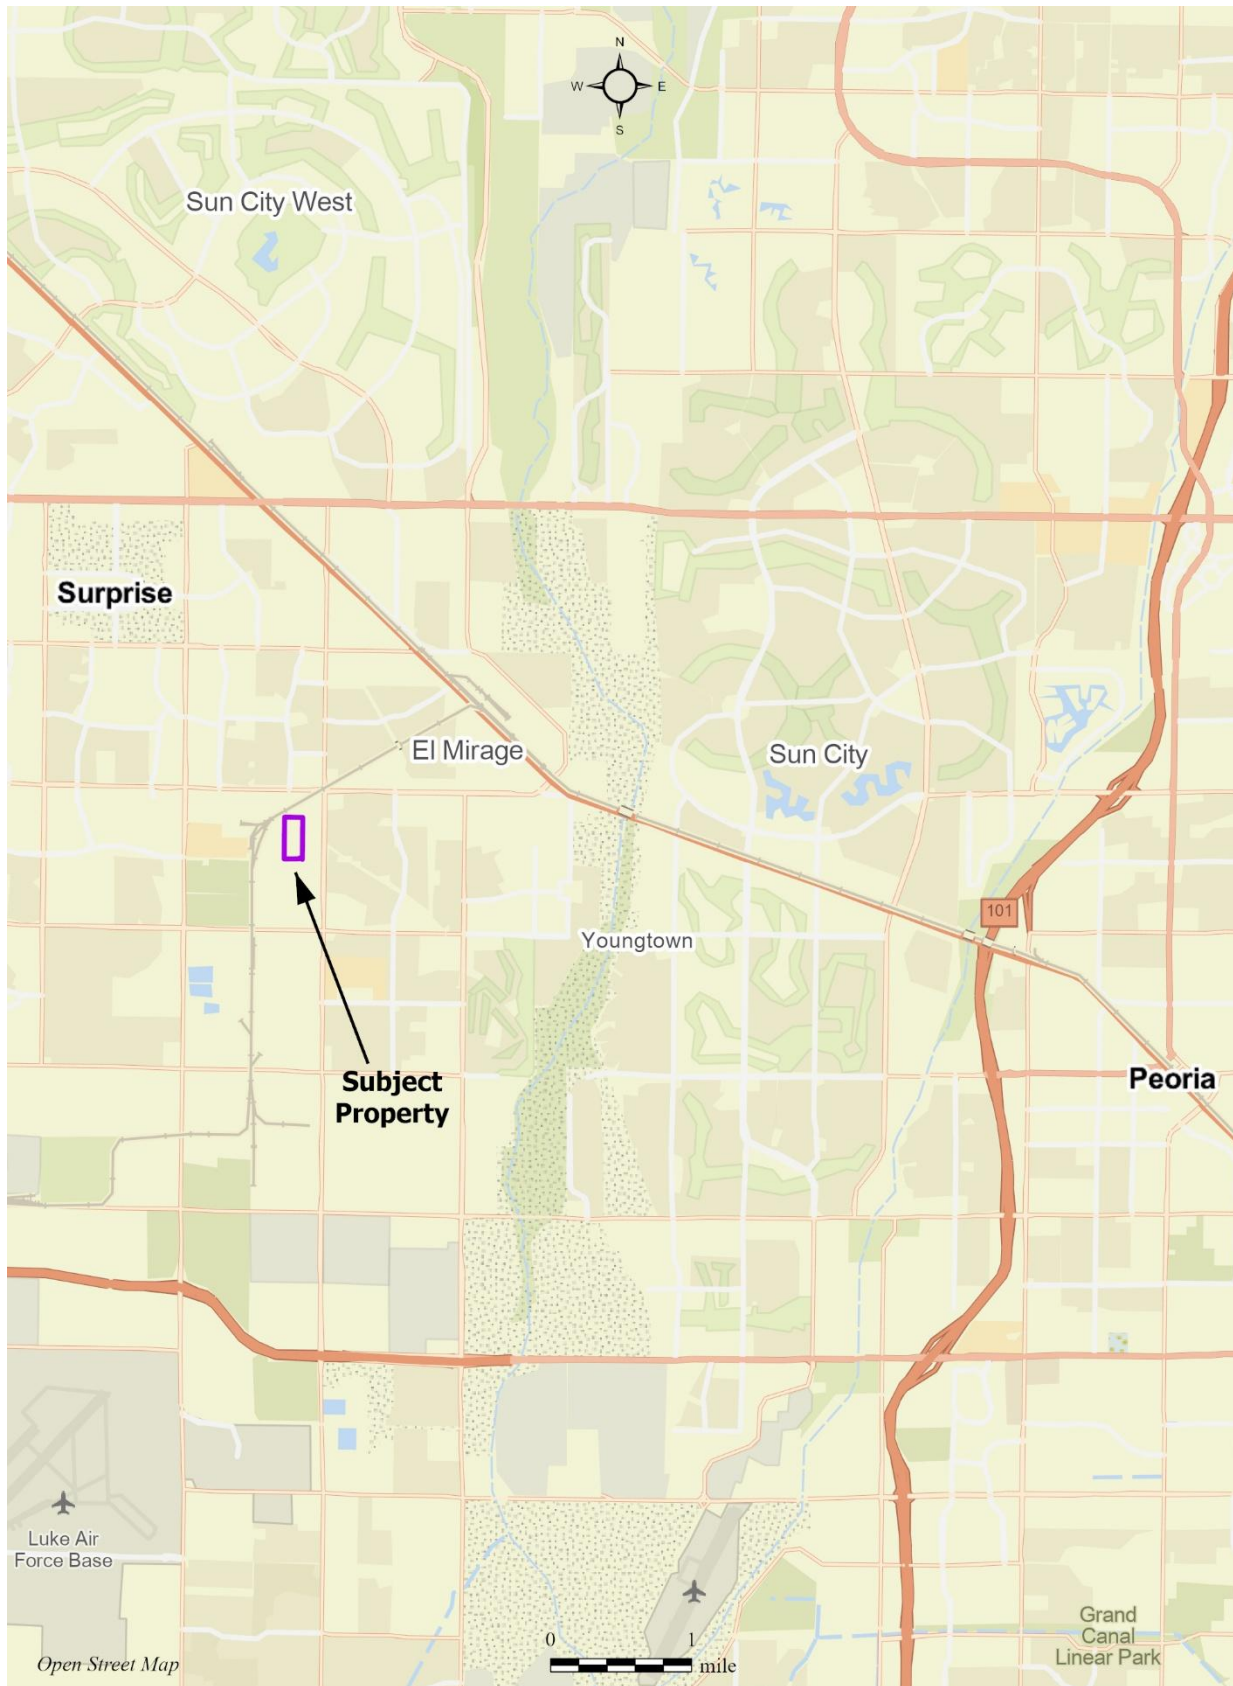 N
W E
S
Sun City West
Surprise
El Mirage
Sun City
101
Youngtown
Subject
Property
Peoria
Luke Air
Force Base
Grand
Canal
Linear Park
0 1
mile
Open Street Map